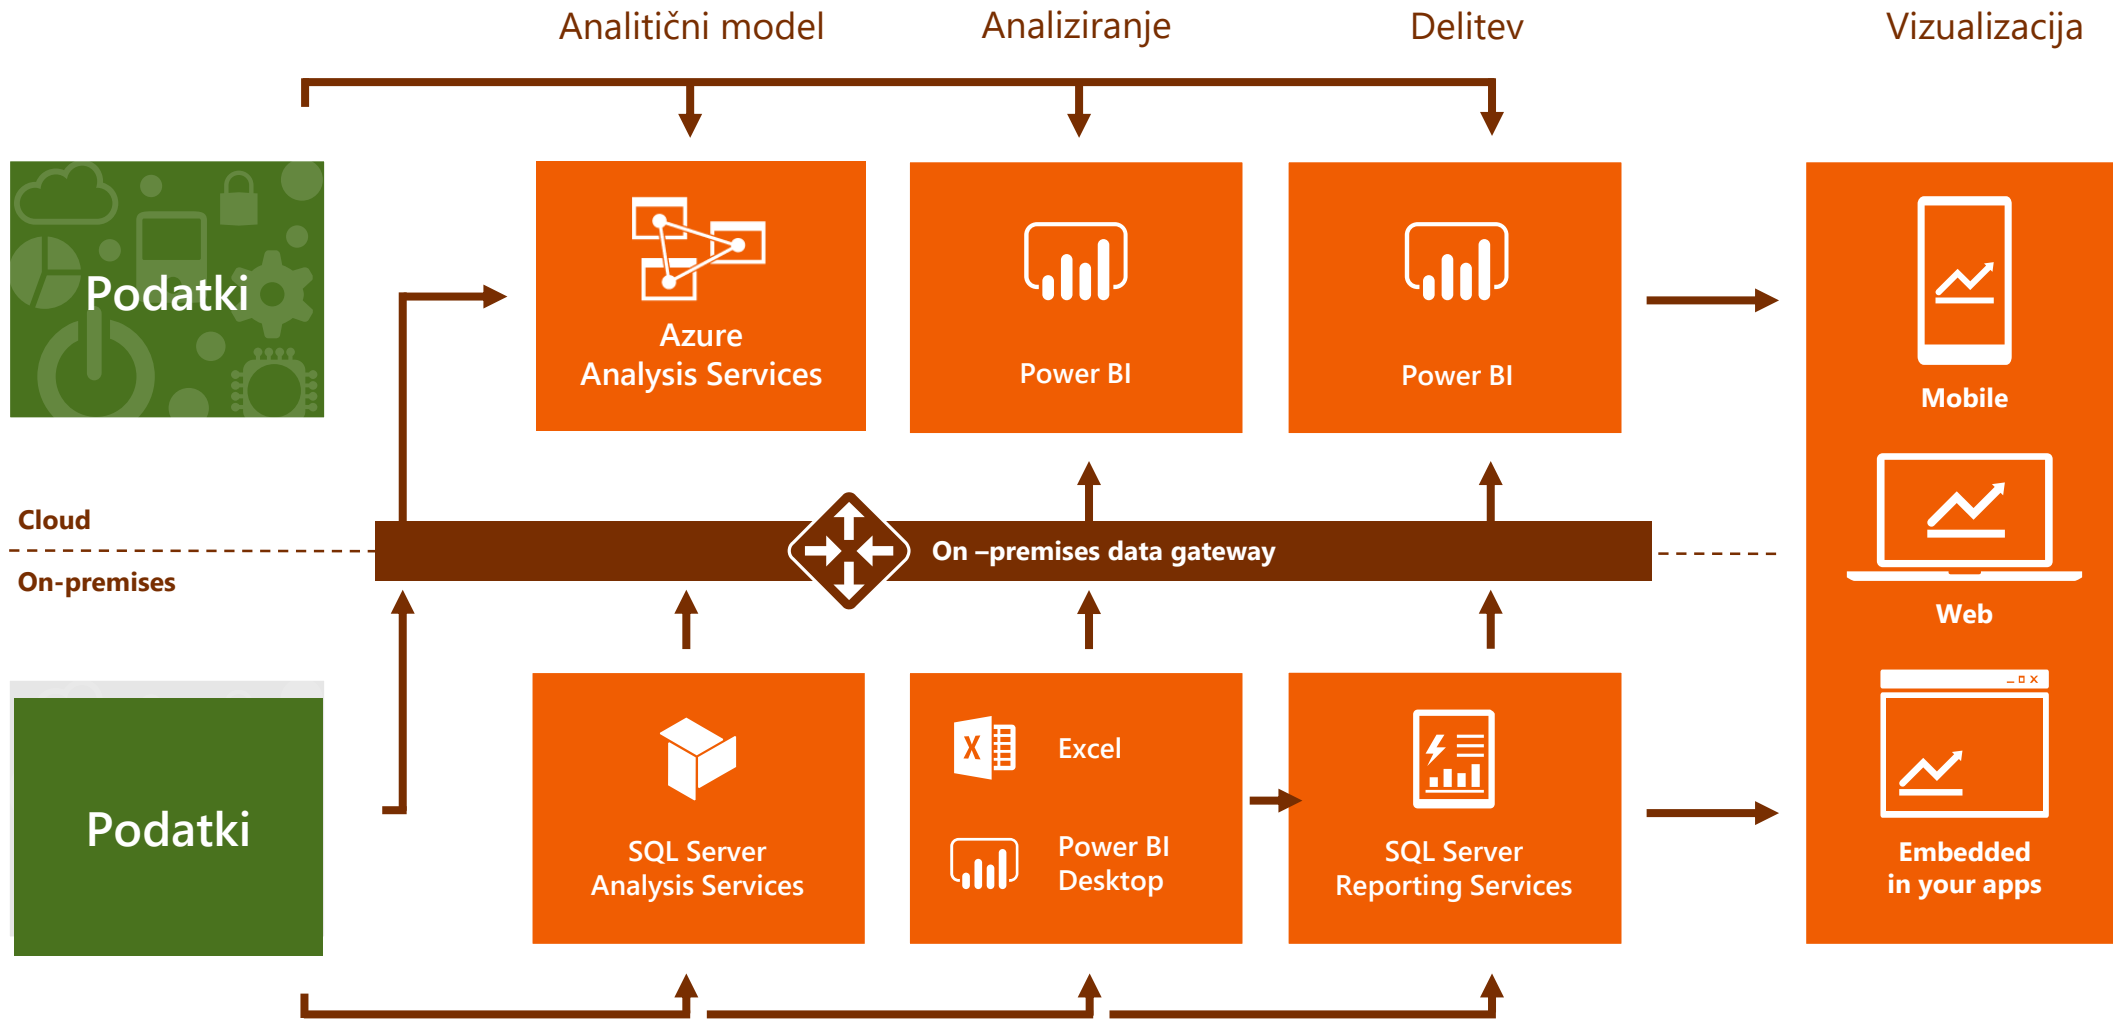 Analitični model
Analiziranje
Delitev
Vizualizacija
Podatki
Azure
Analysis Services
Power BI
Power BI
Mobile
Cloud
On-premises
On –premises data gateway
Web
Podatki
SQL Server
Analysis Services
X
Excel
Power BI
Desktop
SQL Server
Reporting Services
Embedded
in your apps